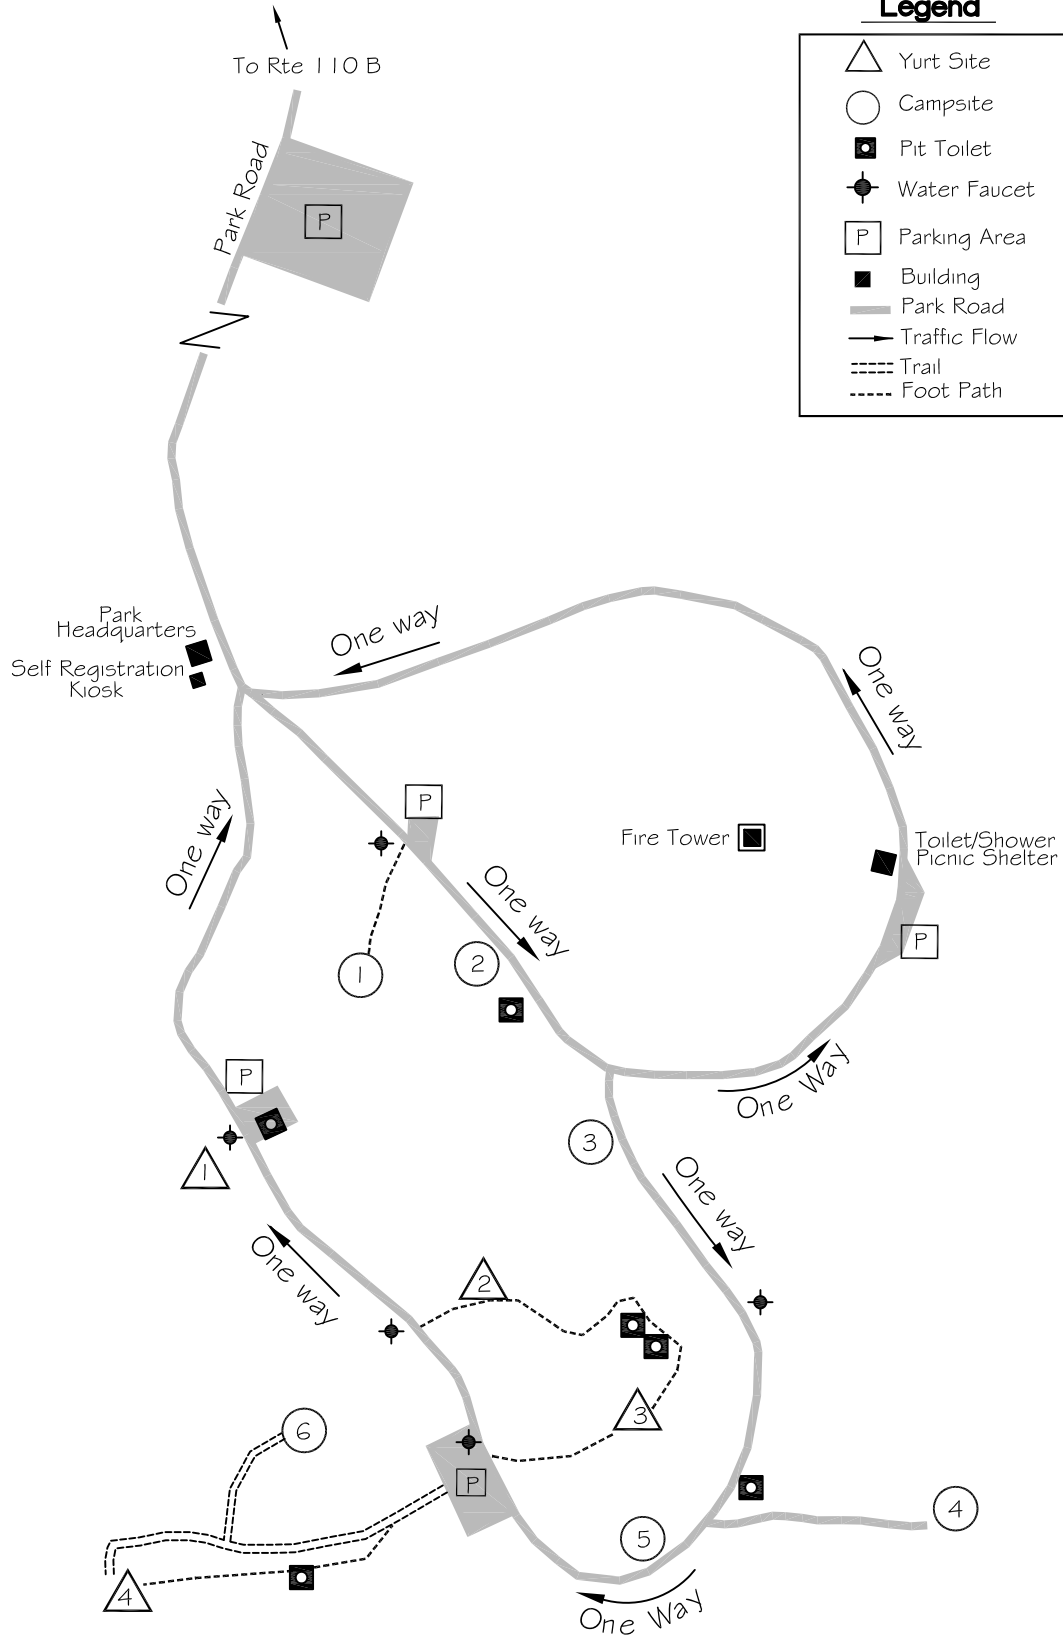 Legend
Yurt Site
Campsite
Pit Toilet
Water Faucet
P Parking Area
Building
Park Road
Traffic Flow
Trail
Foot Path
To Rte 110 B
Park Road
P
Park
Headquarters
Self Registration
Kiosk
One way
One way
P
One way
Fire Tower
Toilet/Shower
Picnic Shelter
One way
P
1
2
P
One Way
3
1
One way
One way
2
3
6
P
4
5
4
One Way